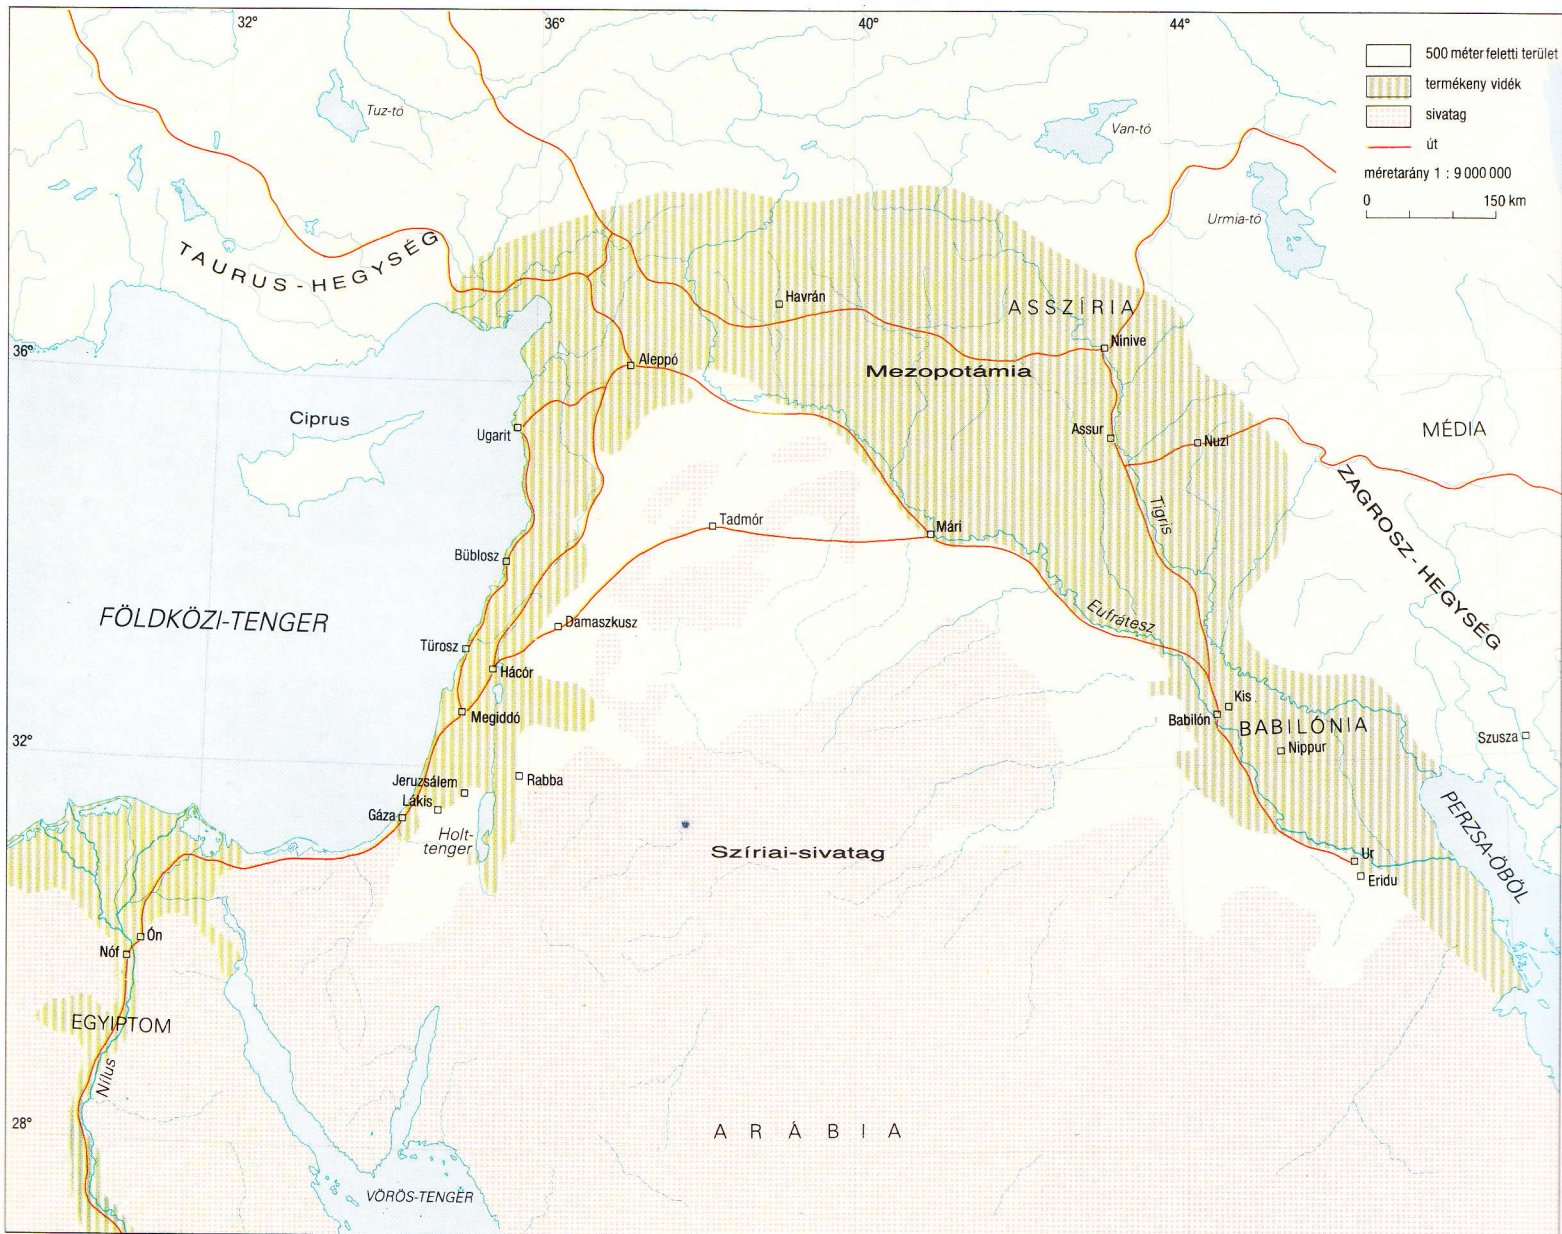 32°
36°
40°
44°
500 méter feletti terület
termékeny vidék
sivatag
út
méretarány 1 : 9 000 000
0 150 km
Tuz-tó
Van-tó
Urmia-tó
TAURUS-HEGYSÉG
Havrán
ASSZÍRIA
Ninive
36°
Aleppó
Mezopotámia
Ciprus
Ugarit
Assur
Nuzi
MÉDIA
ZAGROSZ-HEGYSÉG
Tigris
Tadmór
Mári
Büblosz
FÖLDKÖZI-TENGER
Eufrátesz
Damaszkusz
Türosz
Hácór
Megiddó
Kis
Babilón
BABILÓNIA
Nippur
Szusza
32°
Rabba
Jeruzsálem
Lákis
Gáza
Holt-
tenger
PERZSA-ÖBÖL
Szíriai-sivatag
Ur
Eridu
Ón
Nóf
EGYIPTOM
Nílus
28°
ARÁBIA
VÖRÖS-TENGER